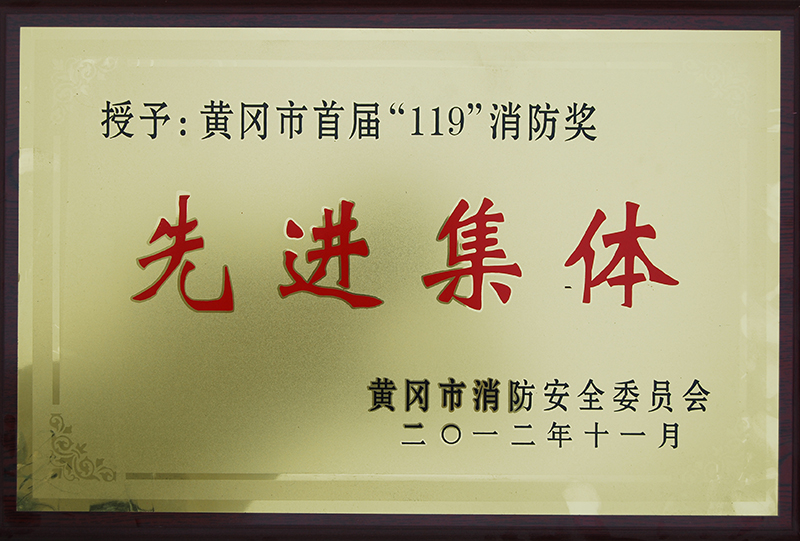 授予:黄冈市首届“119”消防奖
先进集体
黄冈市消防安全委员会
二〇一二年十一月